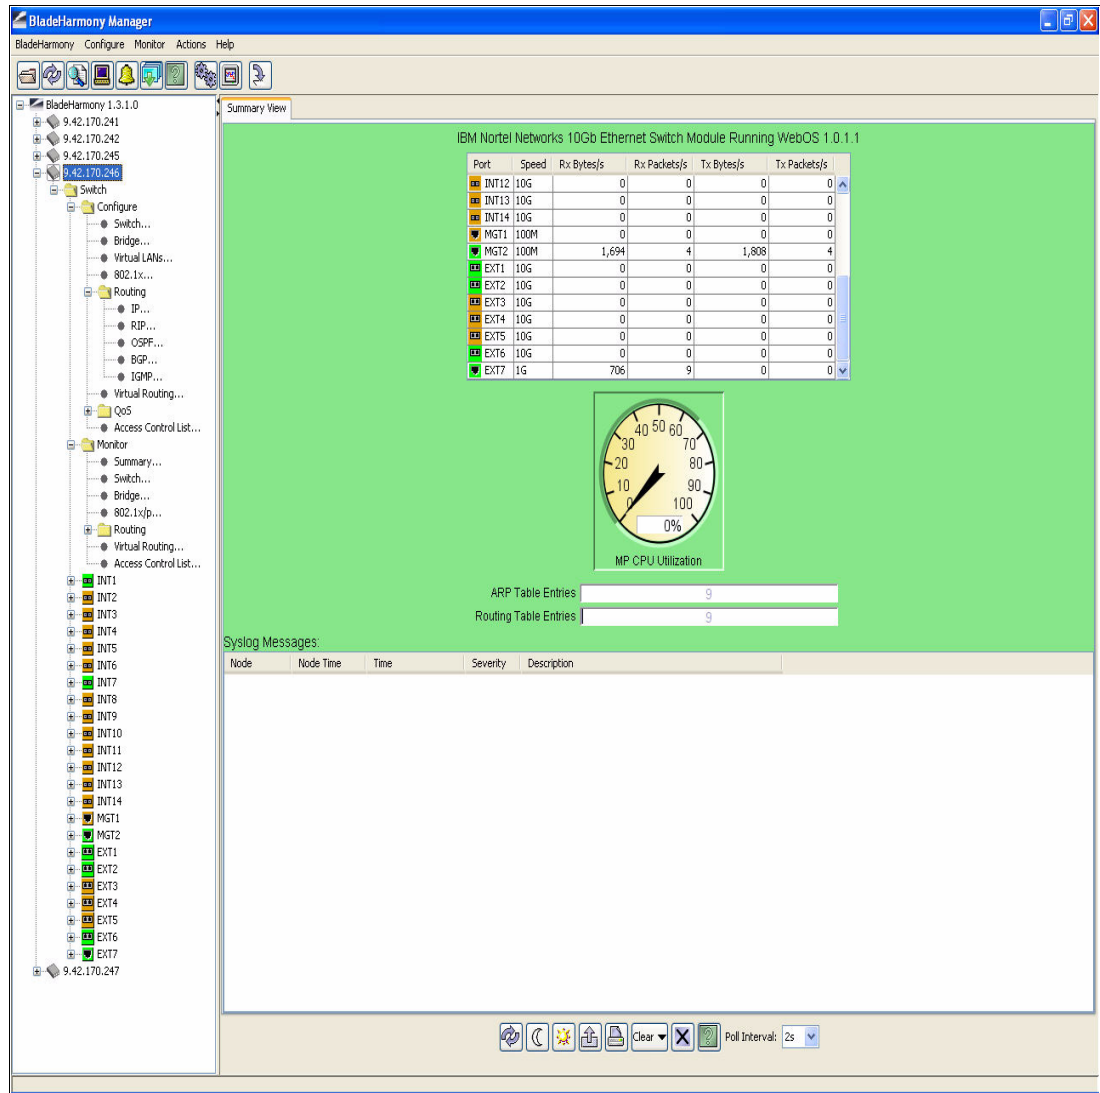 BladeHarmony Manager
BladeHarmony Configure Monitor Actions Help
BladeHarmony 1.3.1.0
9.42.170.241
9.42.170.242
9.42.170.245
9.42.170.246
Switch
Configure
Switch...
Bridge...
Virtual LANs...
802.1x...
Routing
IP...
RIP...
OSPF...
BGP...
IGMP...
Virtual Routing...
QoS
Access Control List...
Monitor
Summary...
Switch...
Bridge...
802.1x/p...
Routing
Virtual Routing...
Access Control List...
INT1
INT2
INT3
INT4
INT5
INT6
INT7
INT8
INT9
INT10
INT11
INT12
INT13
INT14
MGT1
MGT2
EXT1
EXT2
EXT3
EXT4
EXT5
EXT6
EXT7
9.42.170.247
Summary View
IBM Nortel Networks 10Gb Ethernet Switch Module Running WebOS 1.0.1.1
Port Speed Rx Bytes/s Rx Packets/s Tx Bytes/s Tx Packets/s
INT12 10G 0 0 0 0
INT13 10G 0 0 0 0
INT14 10G 0 0 0 0
MGT1 100M 0 0 0 0
MGT2 100M 1,694 4 1,808 4
EXT1 10G 0 0 0 0
EXT2 10G 0 0 0 0
EXT3 10G 0 0 0 0
EXT4 10G 0 0 0 0
EXT5 10G 0 0 0 0
EXT6 10G 0 0 0 0
EXT7 1G 706 9 0 0
0 10 20 30 40 50 60 70 80 90 100
0%
MP CPU Utilization
ARP Table Entries 9
Routing Table Entries 9
Syslog Messages:
Node Node Time Time Severity Description
Clear Poll Interval: 2s